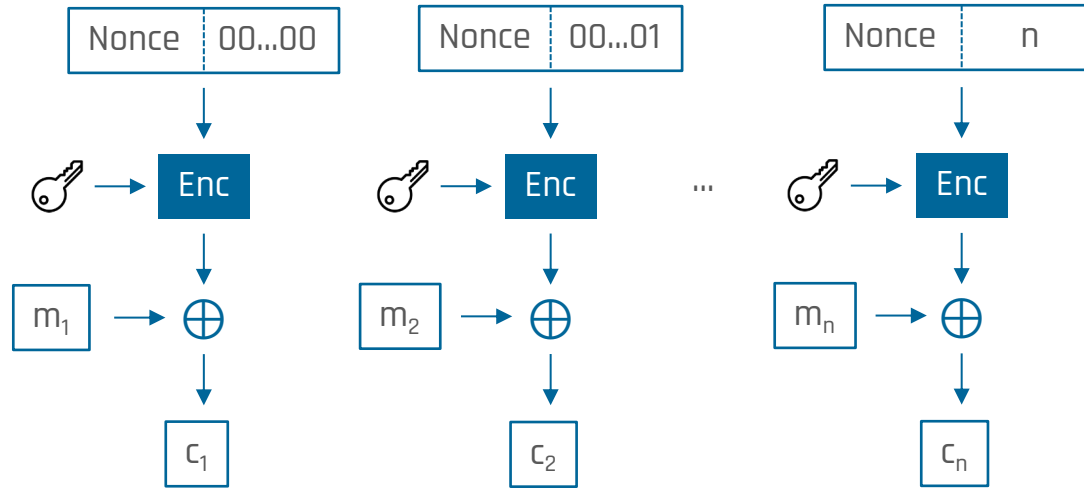 Nonce 00...00 Nonce 00...01 Nonce n
Enc Enc ... Enc
m₁ m₂ mₙ
c₁ c₂ cₙ